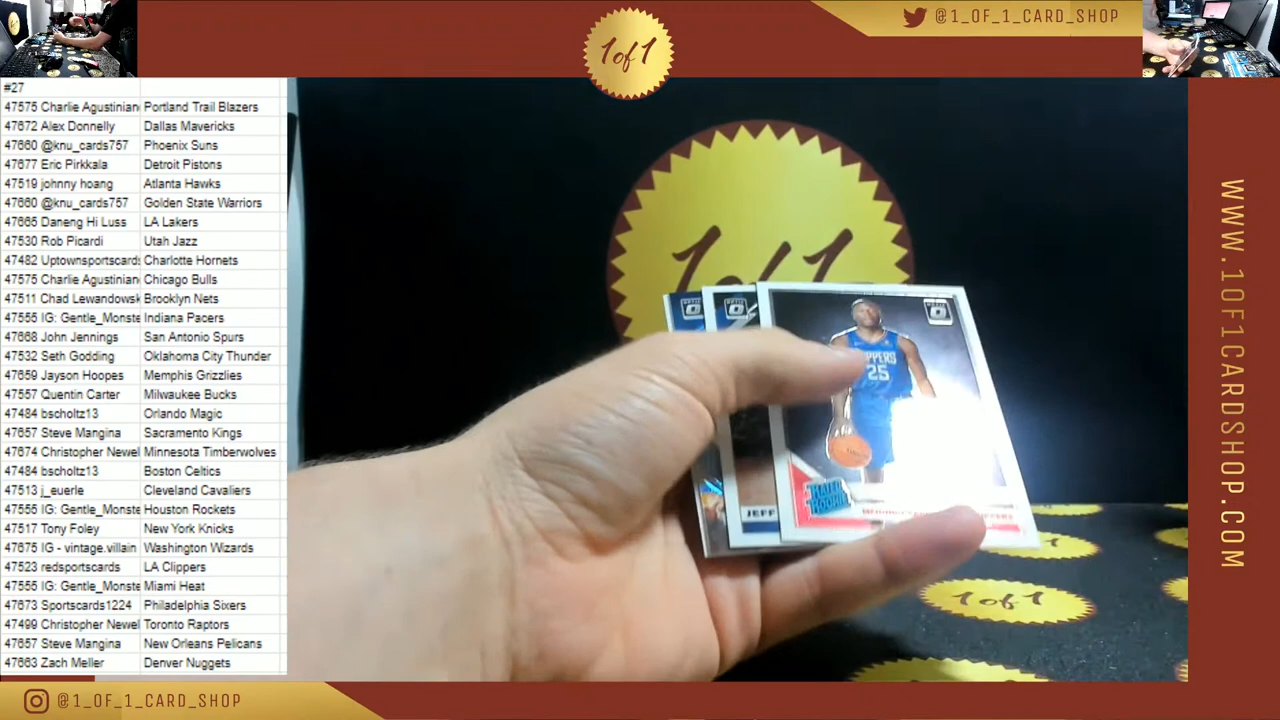 1of1
@1_OF_1_CARD_SHOP
#27
47575 Charlie Agustinian Portland Trail Blazers
47672 Alex Donnelly Dallas Mavericks
47660 @knu_cards757 Phoenix Suns
47677 Eric Pirkkala Detroit Pistons
47519 johnny hoang Atlanta Hawks
47660 @knu_cards757 Golden State Warriors
47665 Daneng Hi Luss LA Lakers
47530 Rob Picardi Utah Jazz
47482 Uptownsportscards Charlotte Hornets
47575 Charlie Agustinian Chicago Bulls
47511 Chad Lewandowsk Brooklyn Nets
47555 IG: Gentle_Monste Indiana Pacers
47668 John Jennings San Antonio Spurs
47532 Seth Godding Oklahoma City Thunder
47659 Jayson Hoopes Memphis Grizzlies
47557 Quentin Carter Milwaukee Bucks
47484 bscholtz13 Orlando Magic
47657 Steve Mangina Sacramento Kings
47674 Christopher Newel Minnesota Timberwolves
47484 bscholtz13 Boston Celtics
47513 j_euerle Cleveland Cavaliers
47555 IG: Gentle_Monste Houston Rockets
47517 Tony Foley New York Knicks
47675 IG - vintage.villain Washington Wizards
47523 redsportscards LA Clippers
47555 IG: Gentle_Monste Miami Heat
47673 Sportscards1224 Philadelphia Sixers
47499 Christopher Newel Toronto Raptors
47657 Steve Mangina New Orleans Pelicans
47663 Zach Meller Denver Nuggets
1of1
OPTIC
OPTIC
OPTIC
CLIPPERS
25
RATED ROOKIE
JEFF
1of1
WWW.1OF1CARDSHOP.COM
@1_OF_1_CARD_SHOP